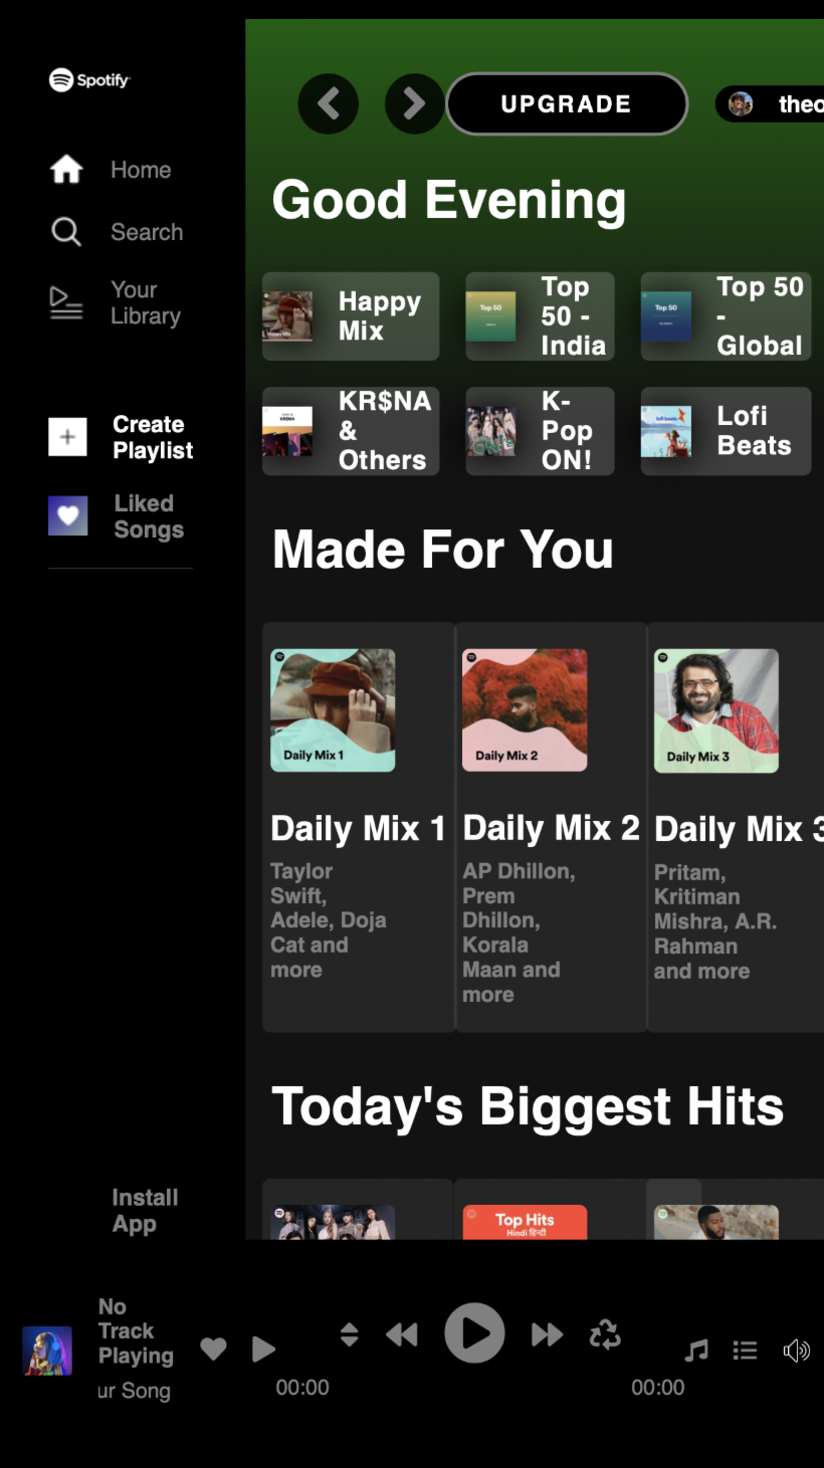 Spotify
UPGRADE
theo
Home
Search
Your
Library
Create
Playlist
Liked
Songs
Install
App
Good Evening
Happy
Mix
Top 50
Top
50 -
India
Top 50
Top 50
-
Global
KR$NA
&
Others
K-
Pop
ON!
Lofi
Beats
Made For You
Daily Mix 1
Daily Mix 2
Daily Mix 3
Daily Mix 1
Daily Mix 2
Daily Mix 3
Taylor
Swift,
Adele, Doja
Cat and
more
AP Dhillon,
Prem
Dhillon,
Korala
Maan and
more
Pritam,
Kritiman
Mishra, A.R.
Rahman
and more
Today's Biggest Hits
Top Hits
Hindi हिन्दी
No
Track
Playing
ur Song
00:00
00:00